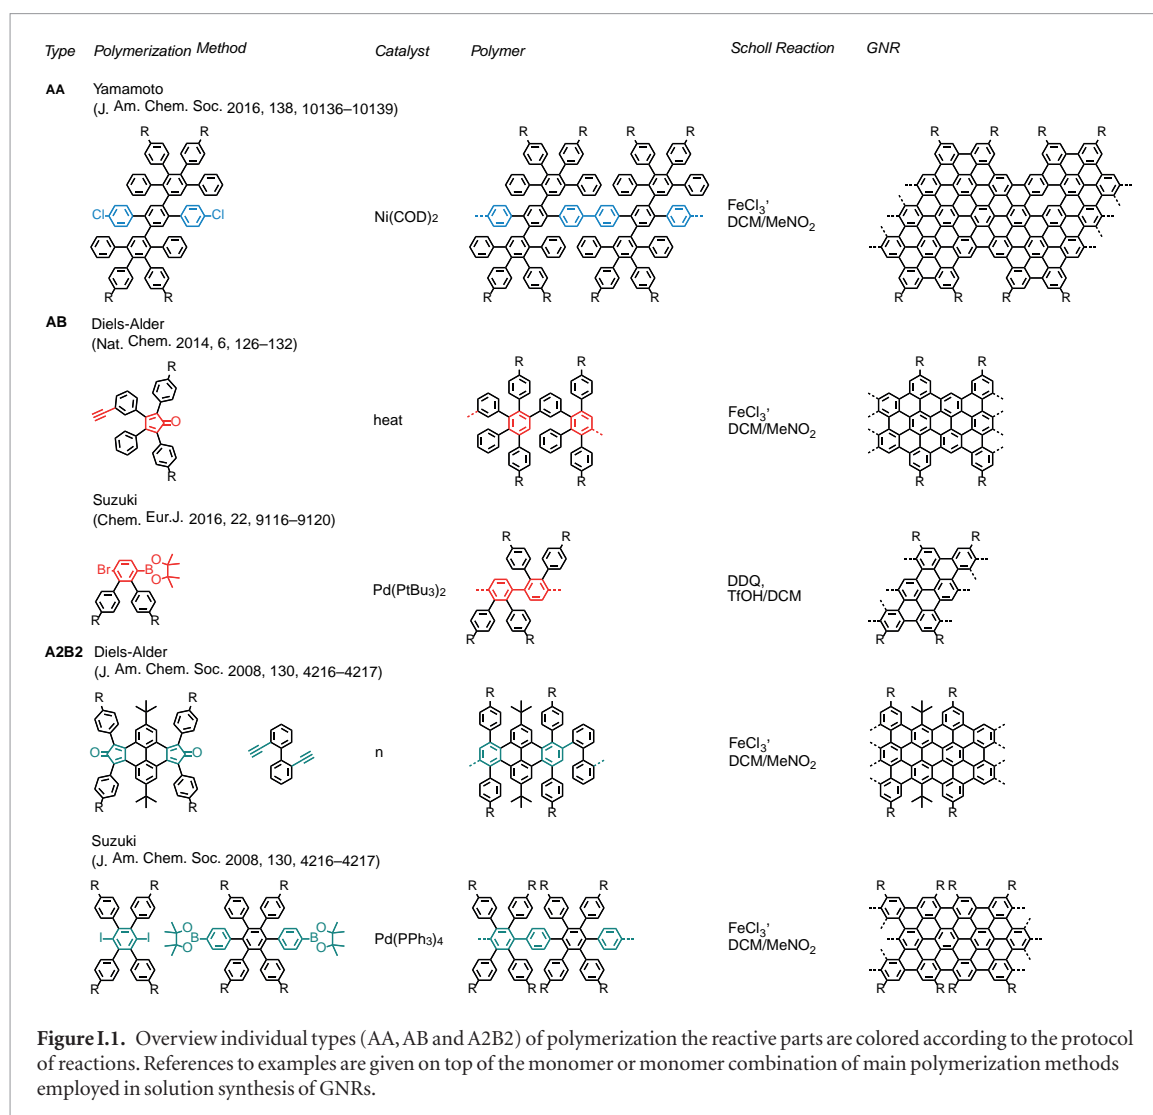 Type Polymerization Method Catalyst Polymer Scholl Reaction GNR
AA Yamamoto
(J. Am. Chem. Soc. 2016, 138, 10136–10139)
R R R R R R R R R R
Cl Cl Ni(COD)2 FeCl3, DCM/MeNO2
R R R R R R R R R R
AB Diels-Alder
(Nat. Chem. 2014, 6, 126–132)
R R R R R
O heat FeCl3, DCM/MeNO2
R R R R R
Suzuki
(Chem. Eur.J. 2016, 22, 9116–9120)
R R R
Br B O O Pd(PtBu3)2 DDQ, TfOH/DCM
R R R R R R
A2B2 Diels-Alder
(J. Am. Chem. Soc. 2008, 130, 4216–4217)
R R R R R
O O n FeCl3, DCM/MeNO2
R R R R R
Suzuki
(J. Am. Chem. Soc. 2008, 130, 4216–4217)
R R R R R R R R R R R R
I I O B O O B O Pd(PPh3)4 FeCl3, DCM/MeNO2
R R R R R R R R R R R R
Figure I.1. Overview individual types (AA, AB and A2B2) of polymerization the reactive parts are colored according to the protocol
of reactions. References to examples are given on top of the monomer or monomer combination of main polymerization methods
employed in solution synthesis of GNRs.